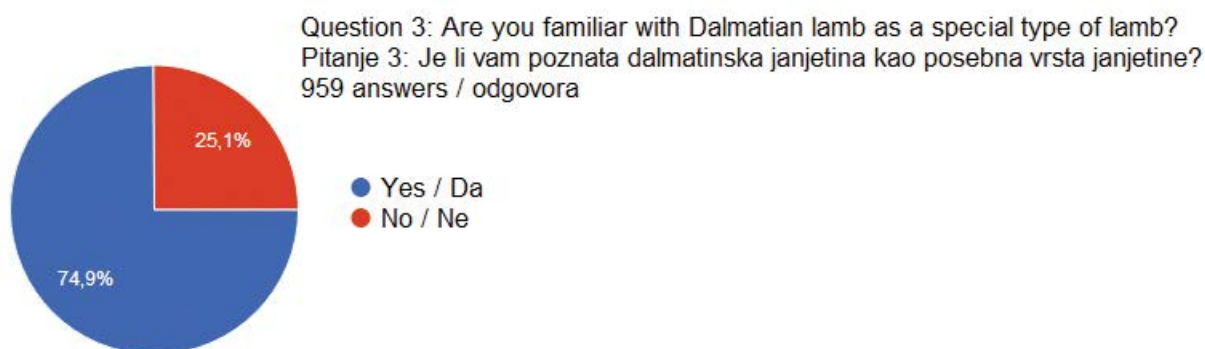 Question 3: Are you familiar with Dalmatian lamb as a special type of lamb?
Pitanje 3: Je li vam poznata dalmatinska janjetina kao posebna vrsta janjetine?
959 answers / odgovora
25,1%
Yes / Da
No / Ne
74,9%